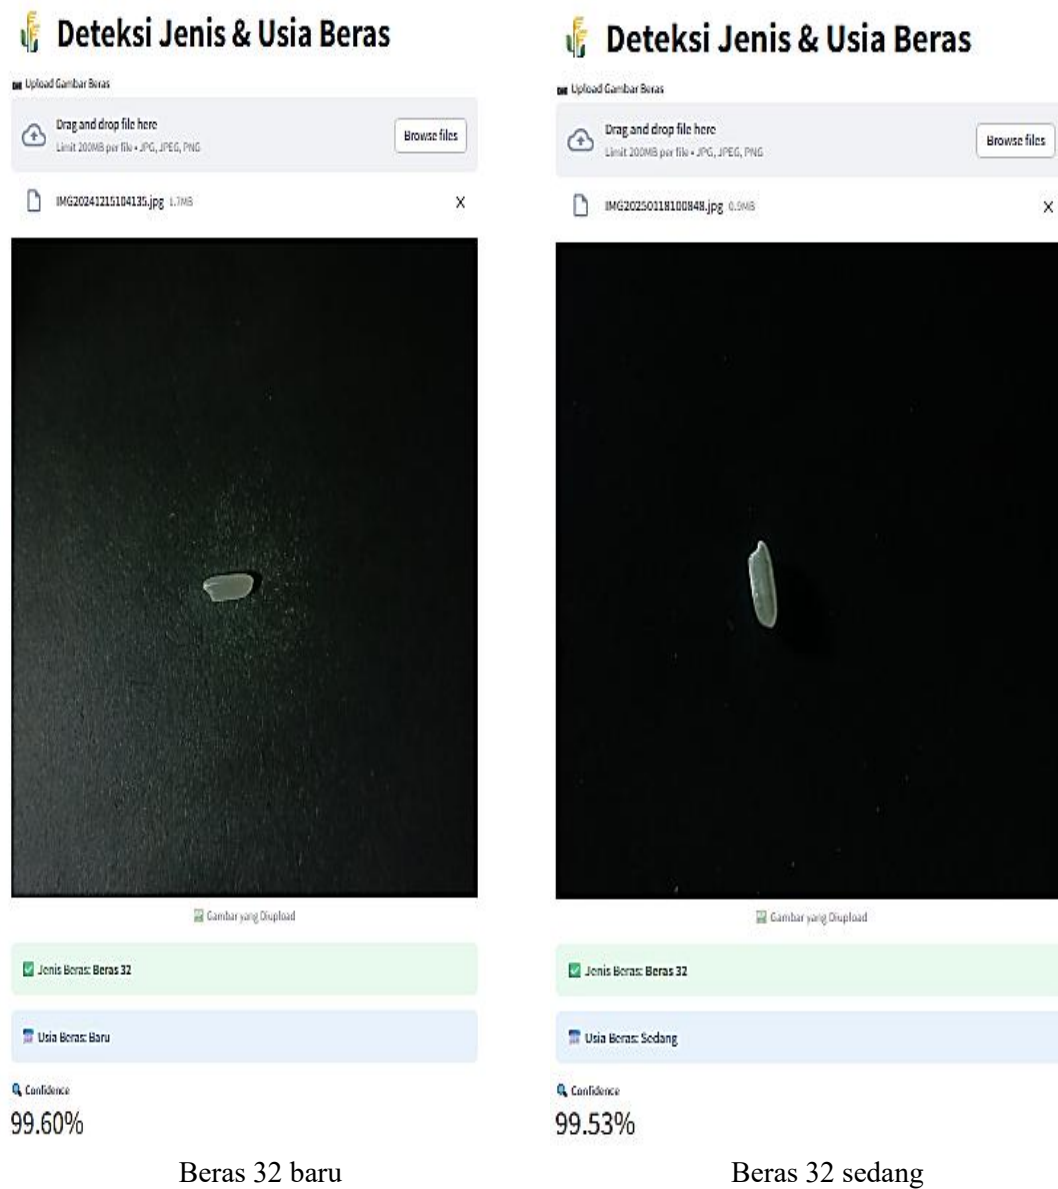 Deteksi Jenis & Usia Beras
Upload Gambar Beras
Drag and drop file here
Limit 200MB per file • JPG, JPEG, PNG
Browse files
IMG20241215104135.jpg 1.7MB
X
Gambar yang Diupload
Jenis Beras: Beras 32
Usia Beras: Baru
Confidence
99.60%
Beras 32 baru
Deteksi Jenis & Usia Beras
Upload Gambar Beras
Drag and drop file here
Limit 200MB per file • JPG, JPEG, PNG
Browse files
IMG20250118100848.jpg 0.9MB
X
Gambar yang Diupload
Jenis Beras: Beras 32
Usia Beras: Sedang
Confidence
99.53%
Beras 32 sedang